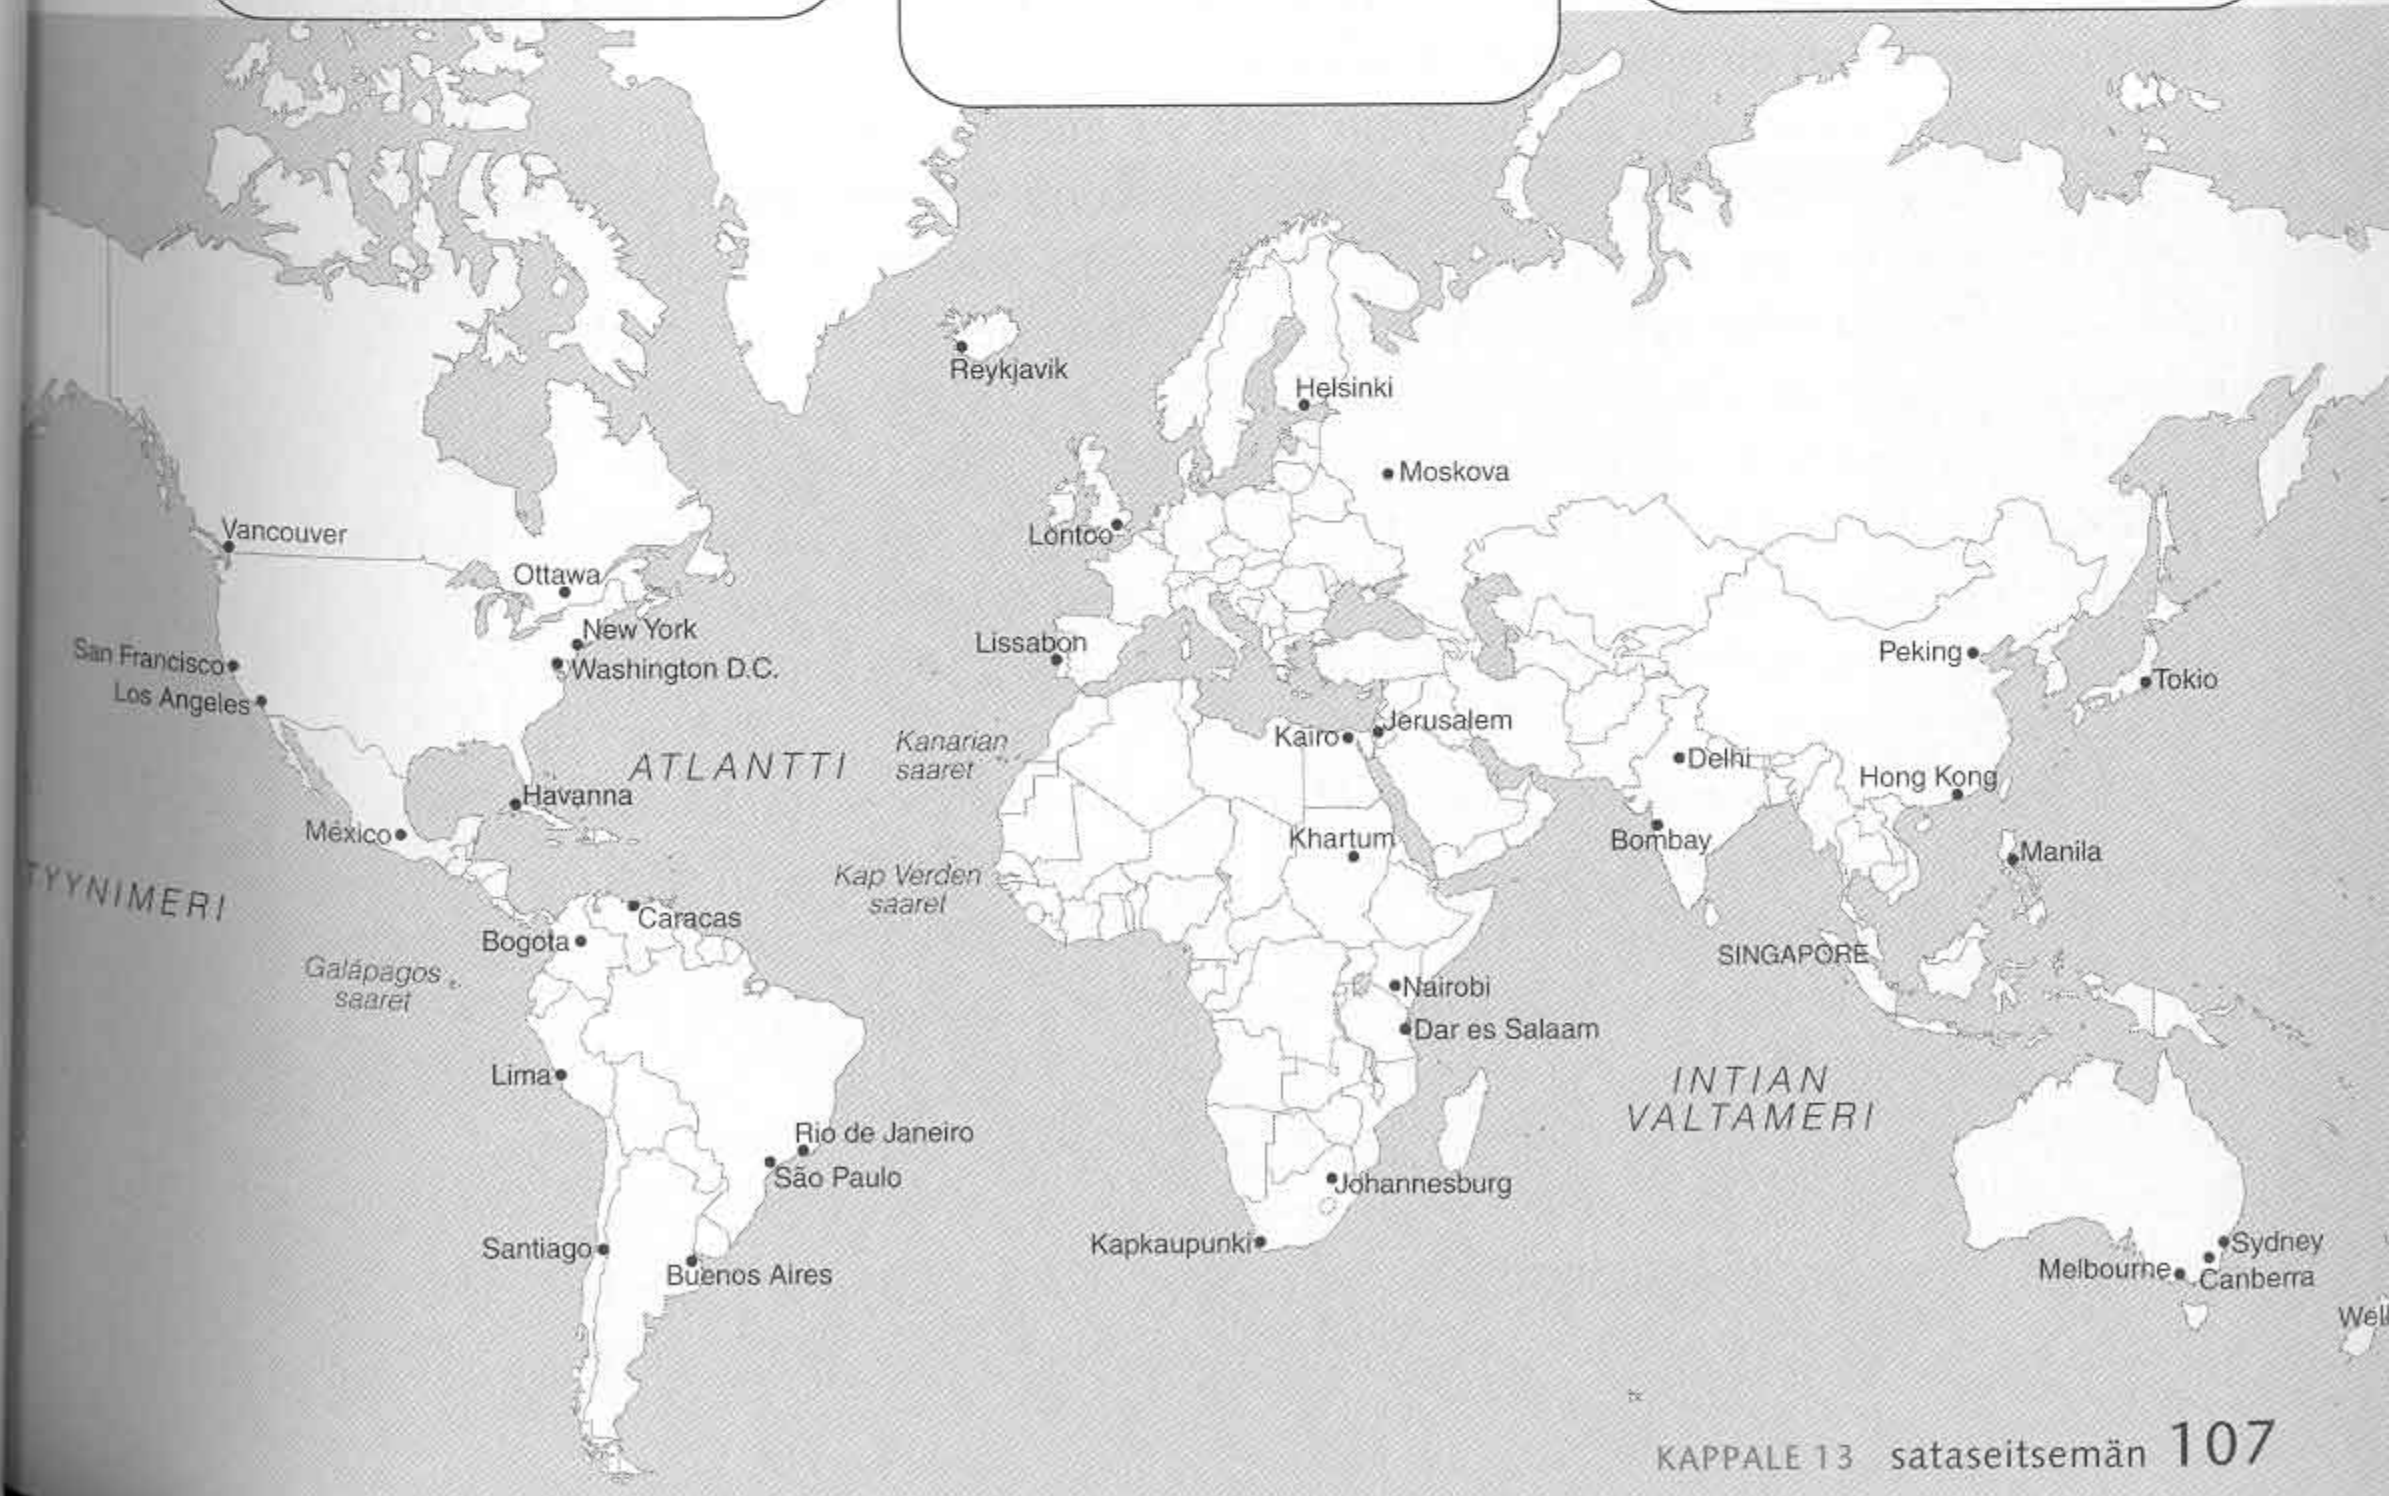 Reykjavik
Helsinki
Moskova
Vancouver
Lontoo
Ottawa
New York
San Francisco
Washington D.C.
Los Angeles
Lissabon
Peking
Tokio
Jerusalem
Kairo
Kanarian
saaret
ATLANTTI
Delhi
Hong Kong
Havanna
México
Khartum
Bombay
Manila
Kap Verden
saaret
TYYNIMERI
Caracas
Bogota
SINGAPORE
Galápagos
saaret
Nairobi
Dar es Salaam
Lima
INTIAN
VALTAMERI
Rio de Janeiro
São Paulo
Johannesburg
Kapkaupunki
Santiago
Buenos Aires
Sydney
Melbourne
Canberra
KAPPALE 13 sataseitsemän 107